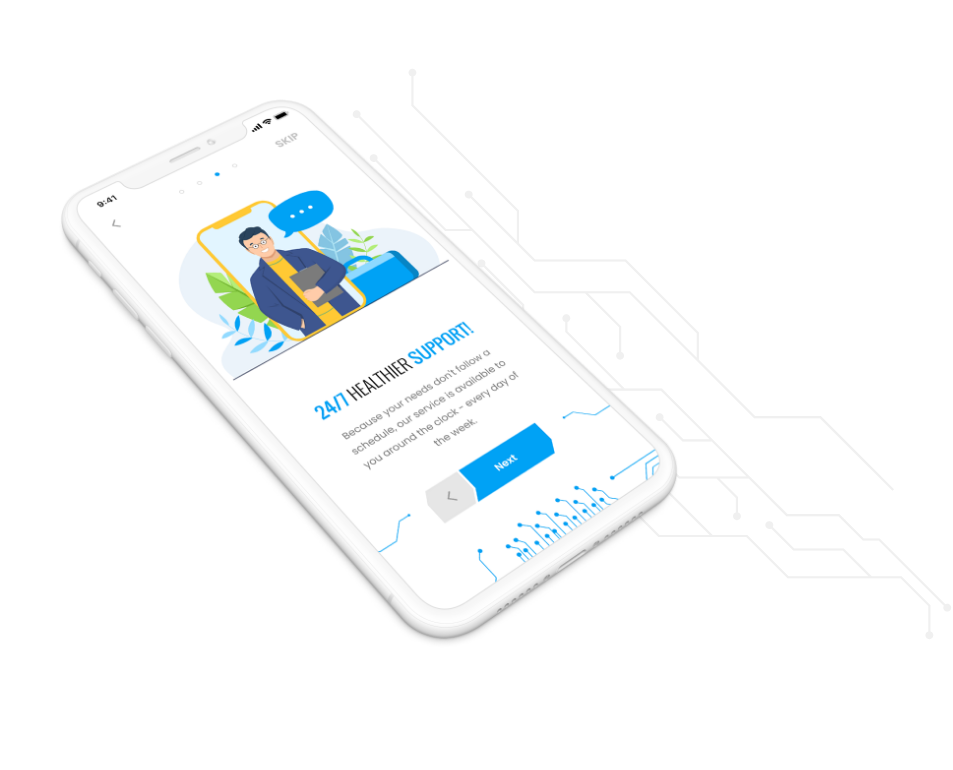 9:41
SKIP
24/7 HEALTHIER SUPPORT!
Because your needs don't follow a
schedule, our service is available to
you around the clock - every day of
the week.
Next